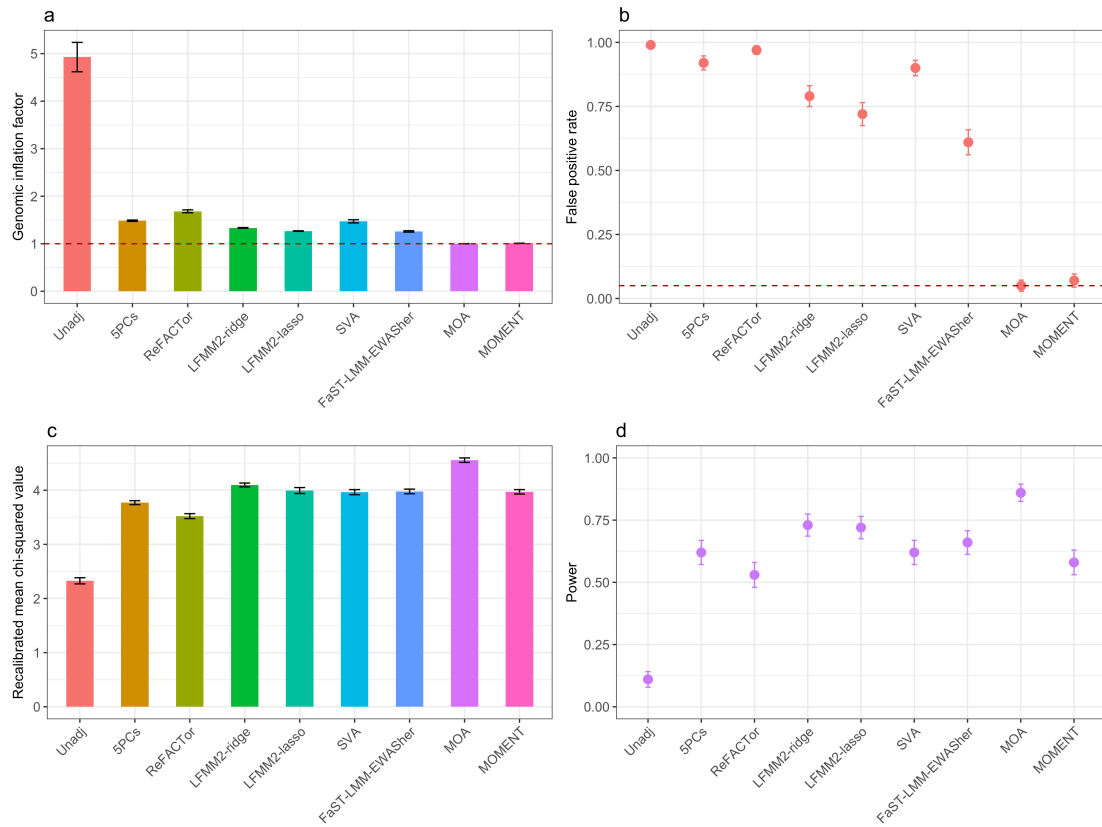 a
Genomic inflation factor
5
4
3
2
1
0
Unadj
5PCs
ReFACTor
LFMM2-ridge
LFMM2-lasso
SVA
FaST-LMM-EWASher
MOA
MOMENT
b
False positive rate
1.00
0.75
0.50
0.25
0.00
Unadj
5PCs
ReFACTor
LFMM2-ridge
LFMM2-lasso
SVA
FaST-LMM-EWASher
MOA
MOMENT
c
Recalibrated mean chi-squared value
4
3
2
1
0
Unadj
5PCs
ReFACTor
LFMM2-ridge
LFMM2-lasso
SVA
FaST-LMM-EWASher
MOA
MOMENT
d
Power
1.00
0.75
0.50
0.25
0.00
Unadj
5PCs
ReFACTor
LFMM2-ridge
LFMM2-lasso
SVA
FaST-LMM-EWASher
MOA
MOMENT